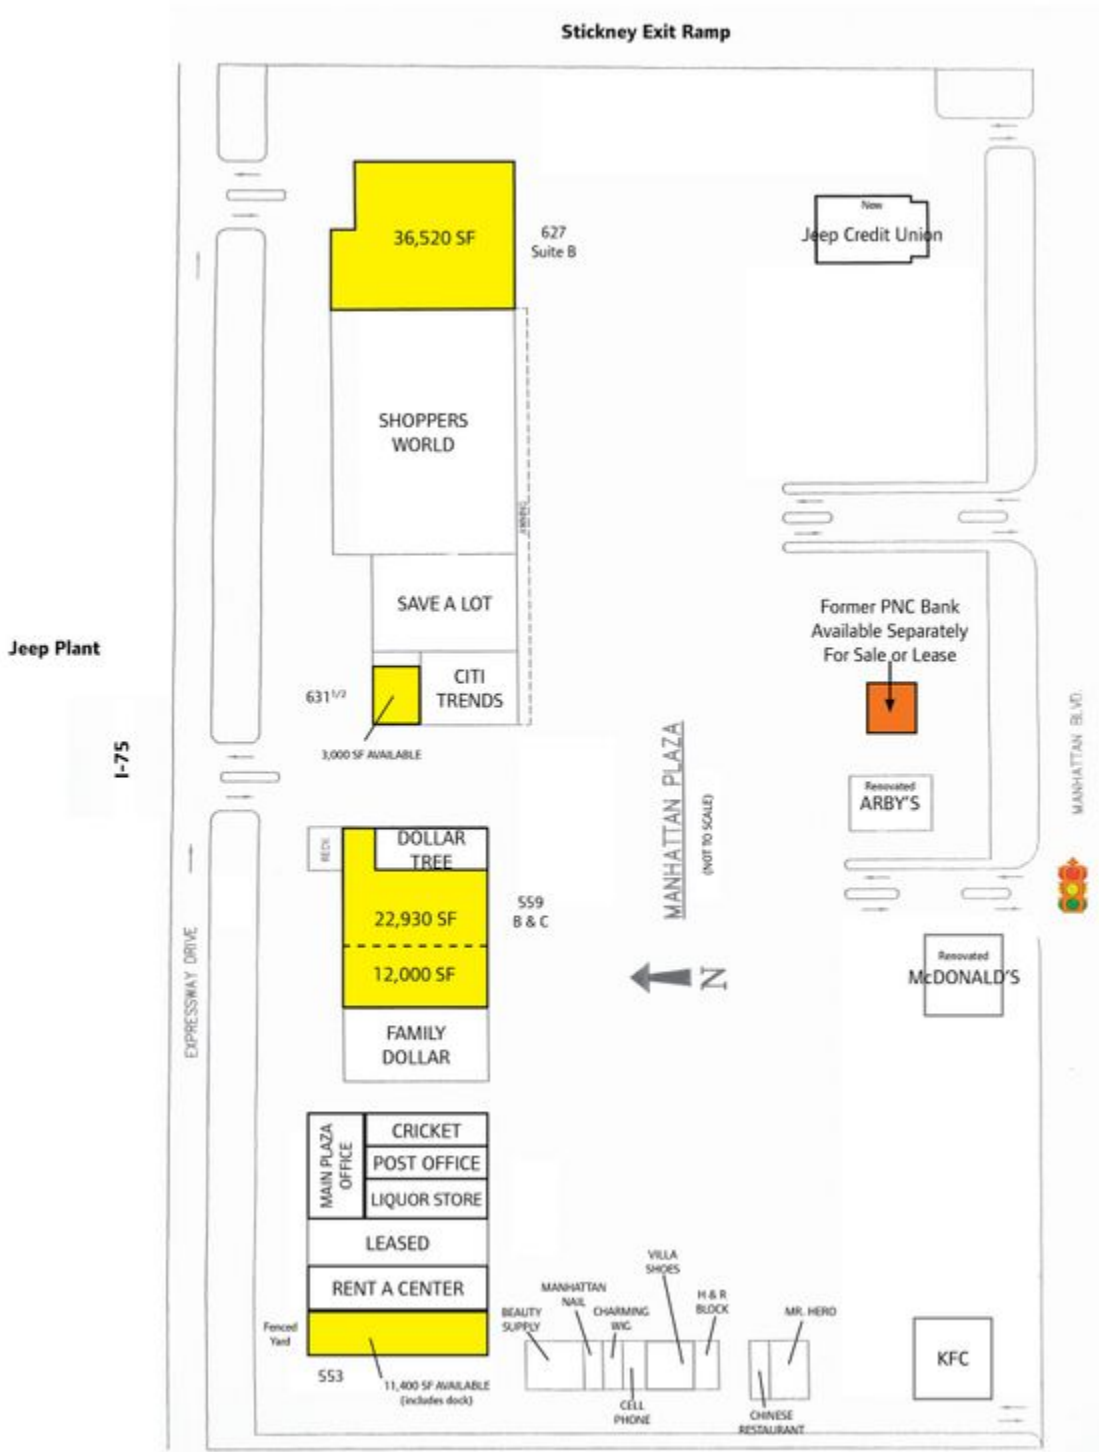 Stickney Exit Ramp
36,520 SF
627
Suite B
New
Jeep Credit Union
SHOPPERS
WORLD
AWNING
SAVE A LOT
Former PNC Bank
Available Separately
For Sale or Lease
Jeep Plant
I-75
631 1/2
CITI
TRENDS
3,000 SF AVAILABLE
MANHATTAN PLAZA
(NOT TO SCALE)
MANHATTAN BLVD.
Renovated
ARBY'S
RECV.
DOLLAR
TREE
22,930 SF
559
B & C
12,000 SF
N
Renovated
McDONALD'S
EXPRESSWAY DRIVE
FAMILY
DOLLAR
MAIN PLAZA
OFFICE
CRICKET
POST OFFICE
LIQUOR STORE
LEASED
RENT A CENTER
Fenced
Yard
553
11,400 SF AVAILABLE
(includes dock)
BEAUTY
SUPPLY
MANHATTAN
NAIL
CHARMING
WIG
CELL
PHONE
VILLA
SHOES
H & R
BLOCK
MR. HERO
CHINESE
RESTAURANT
KFC